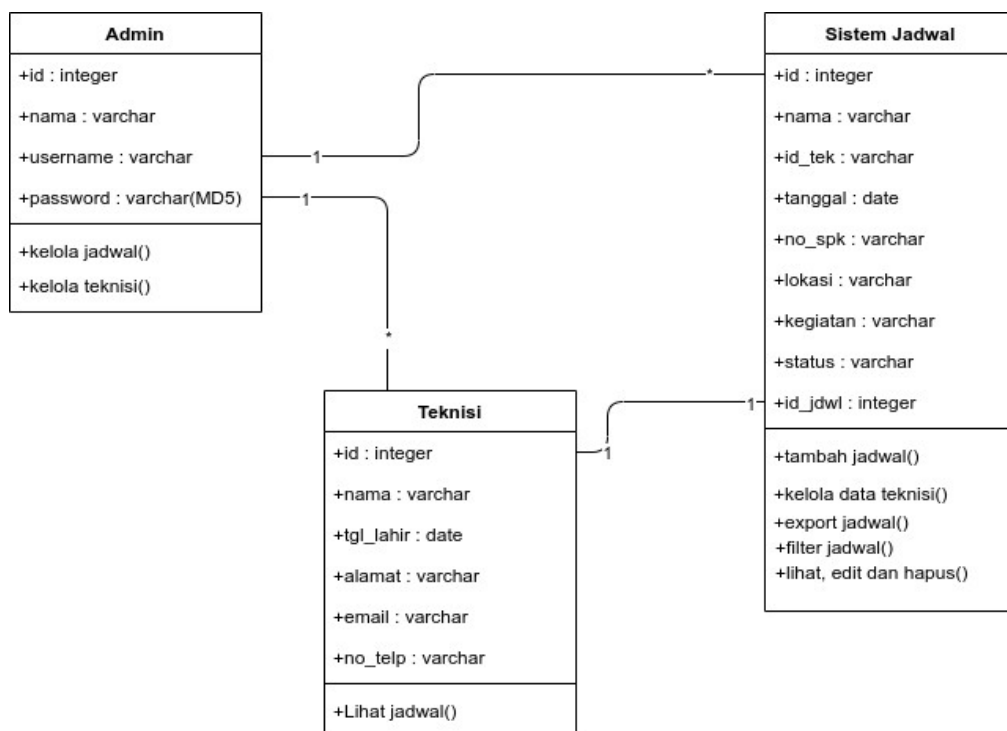 Admin
+id : integer
+nama : varchar
+username : varchar
+password : varchar(MD5)
+kelola jadwal()
+kelola teknisi()
1
*
1
*
Sistem Jadwal
+id : integer
+nama : varchar
+id_tek : varchar
+tanggal : date
+no_spk : varchar
+lokasi : varchar
+kegiatan : varchar
+status : varchar
+id_jdwl : integer
+tambah jadwal()
+kelola data teknisi()
+export jadwal()
+filter jadwal()
+lihat, edit dan hapus()
1
1
Teknisi
+id : integer
+nama : varchar
+tgl_lahir : date
+alamat : varchar
+email : varchar
+no_telp : varchar
+Lihat jadwal()